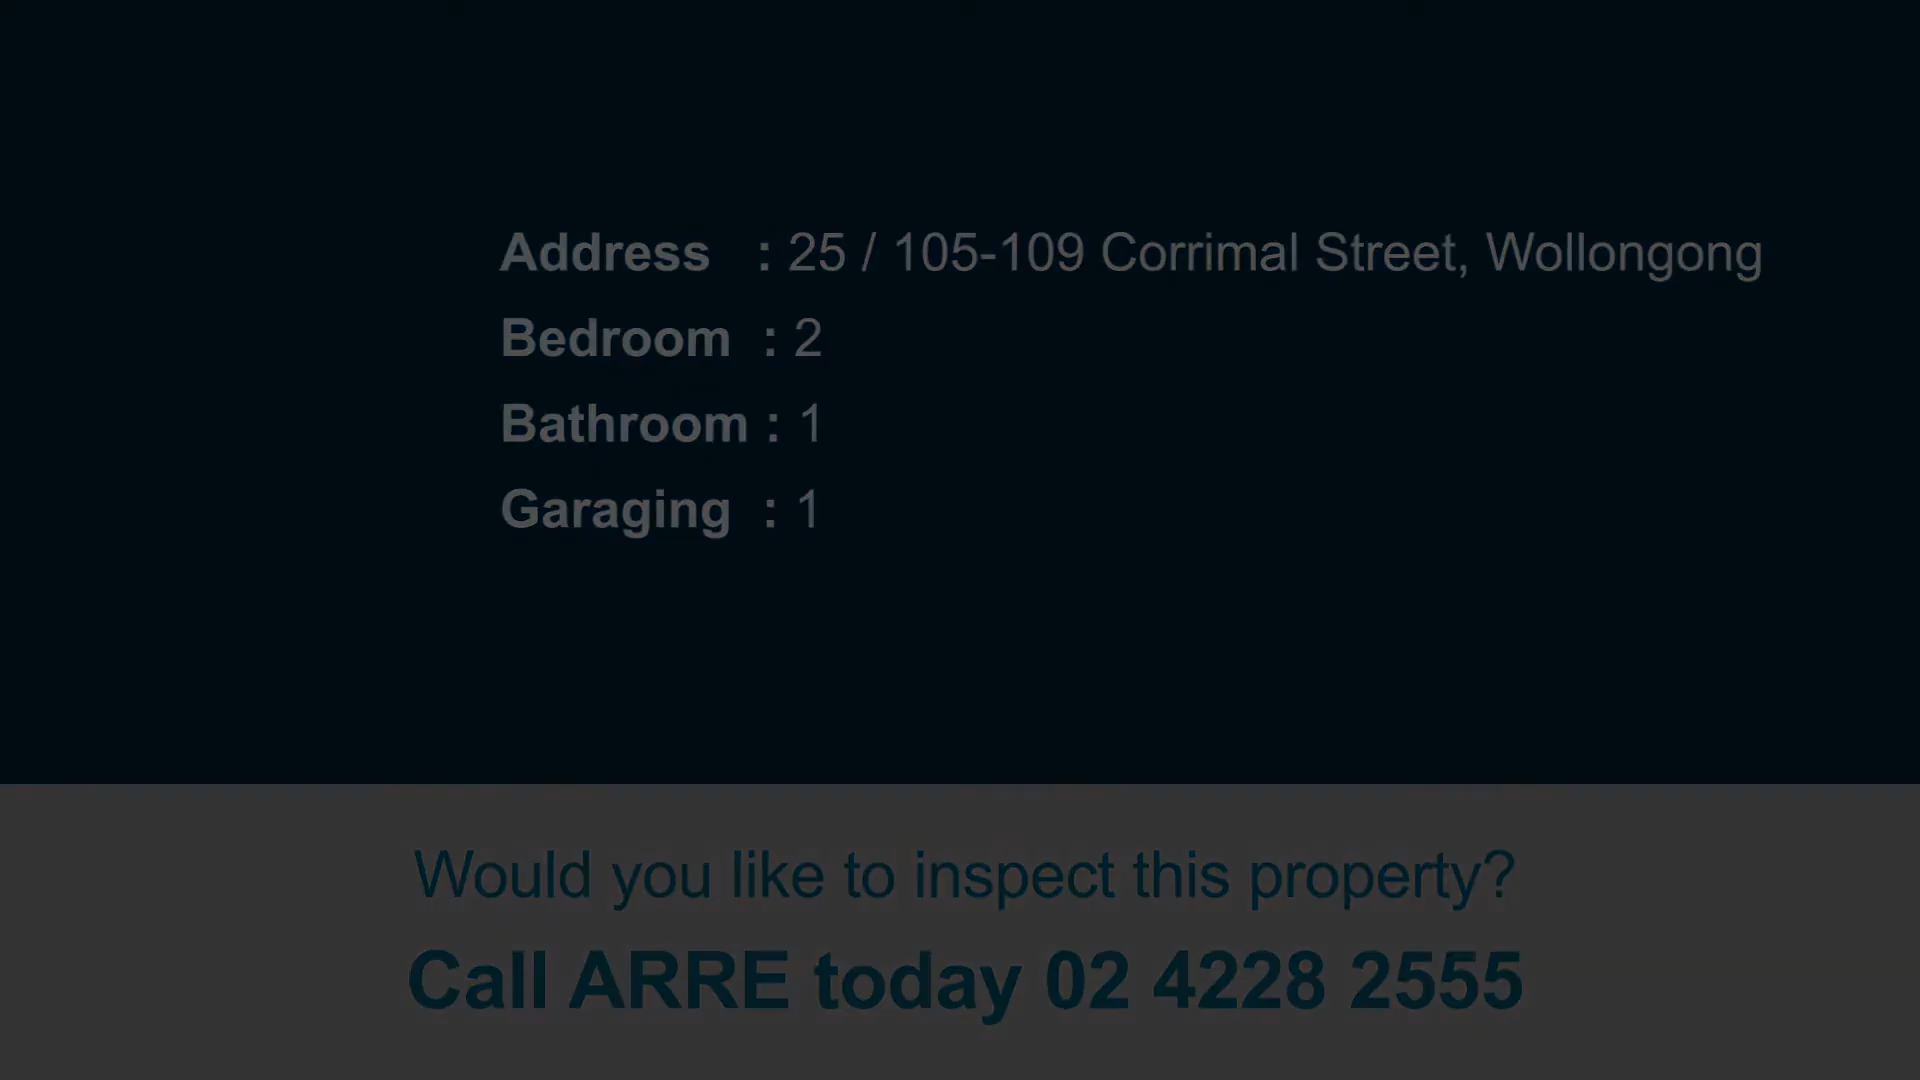 Address : 25 / 105-109 Corrimal Street, Wollongong
Bedroom : 2
Bathroom : 1
Garaging : 1
Would you like to inspect this property?
Call ARRE today 02 4228 2555